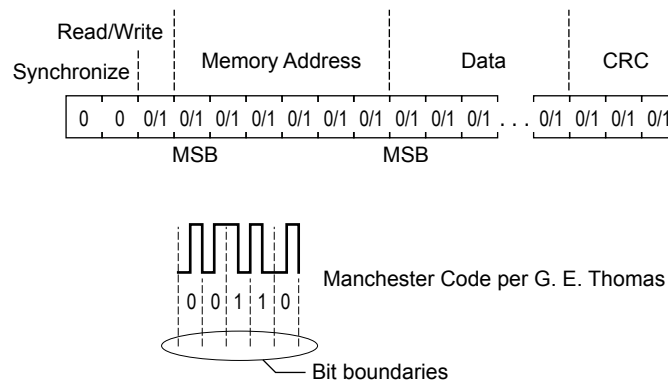 Read/Write
Synchronize Memory Address Data CRC
0 0 0/1 0/1 0/1 0/1 0/1 0/1 0/1 0/1 0/1 0/1 . . . 0/1 0/1 0/1 0/1
MSB MSB
Manchester Code per G. E. Thomas
0 0 1 1 0
Bit boundaries